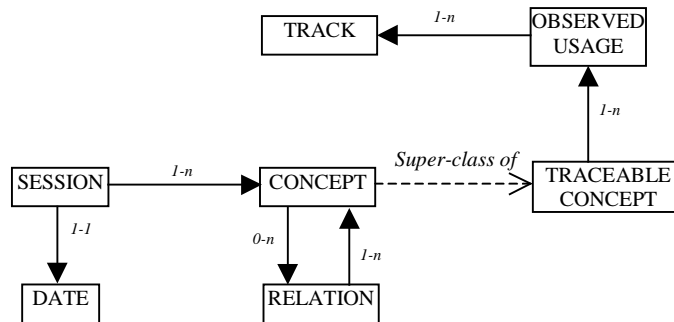 1-n
OBSERVED
USAGE
TRACK
1-n
Super-class of
SESSION
1-n
CONCEPT
TRACEABLE
CONCEPT
1-1
0-n
1-n
DATE
RELATION